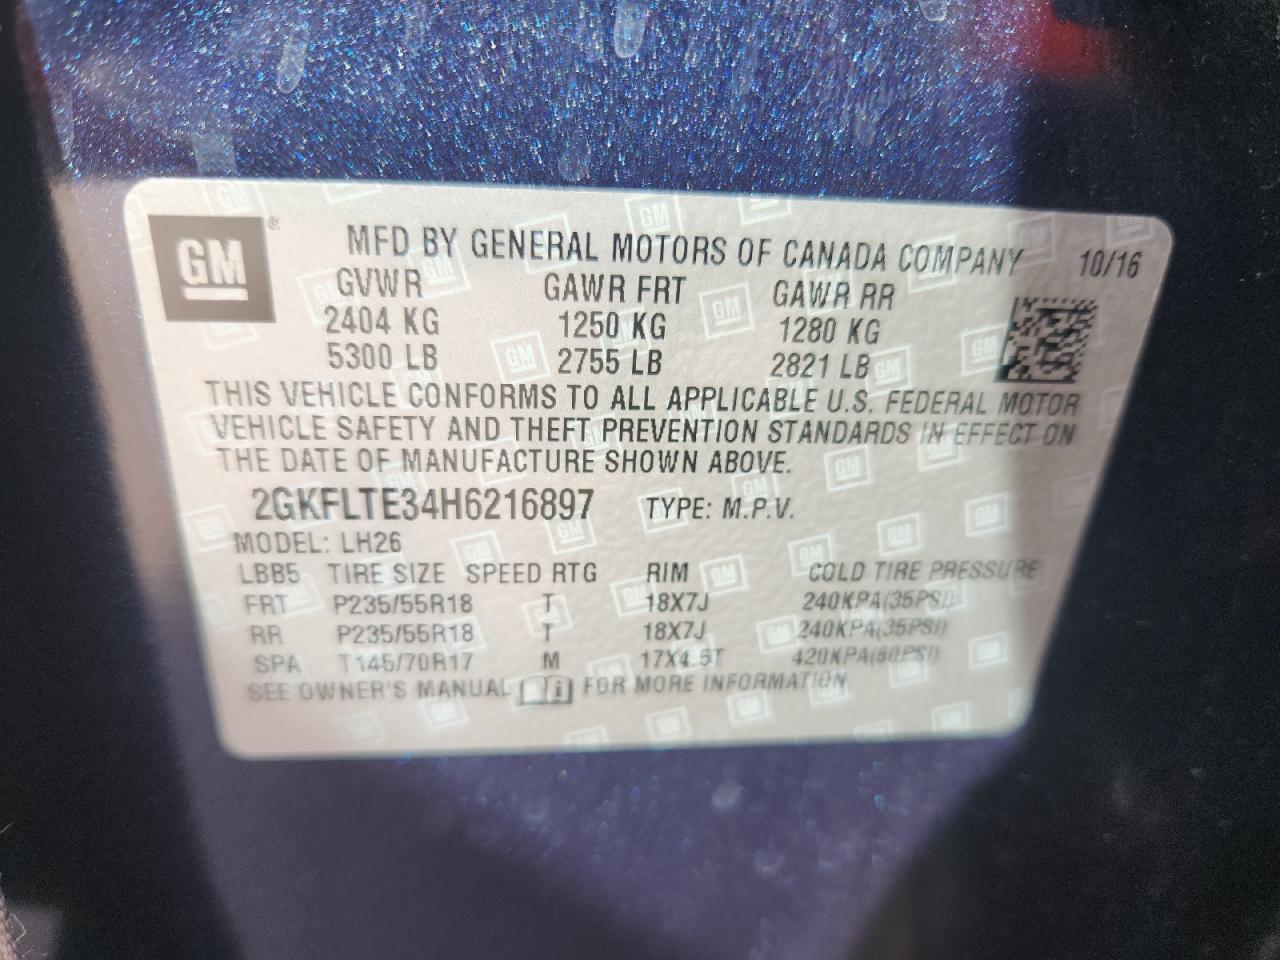 GM ® MFD BY GENERAL MOTORS OF CANADA COMPANY 10/16
GVWR GAWR FRT GAWR RR
2404 KG 1250 KG 1280 KG
5300 LB 2755 LB 2821 LB
THIS VEHICLE CONFORMS TO ALL APPLICABLE U.S. FEDERAL MOTOR
VEHICLE SAFETY AND THEFT PREVENTION STANDARDS IN EFFECT ON
THE DATE OF MANUFACTURE SHOWN ABOVE.
2GKFLTE34H6216897 TYPE: M.P.V.
MODEL: LH26
LBB5 TIRE SIZE SPEED RTG RIM COLD TIRE PRESSURE
FRT P235/55R18 T 18X7J 240KPA(35PSI)
RR P235/55R18 T 18X7J 240KPA(35PSI)
SPA T145/70R17 M 17X4.5T 420KPA(60PSI)
SEE OWNER'S MANUAL i FOR MORE INFORMATION